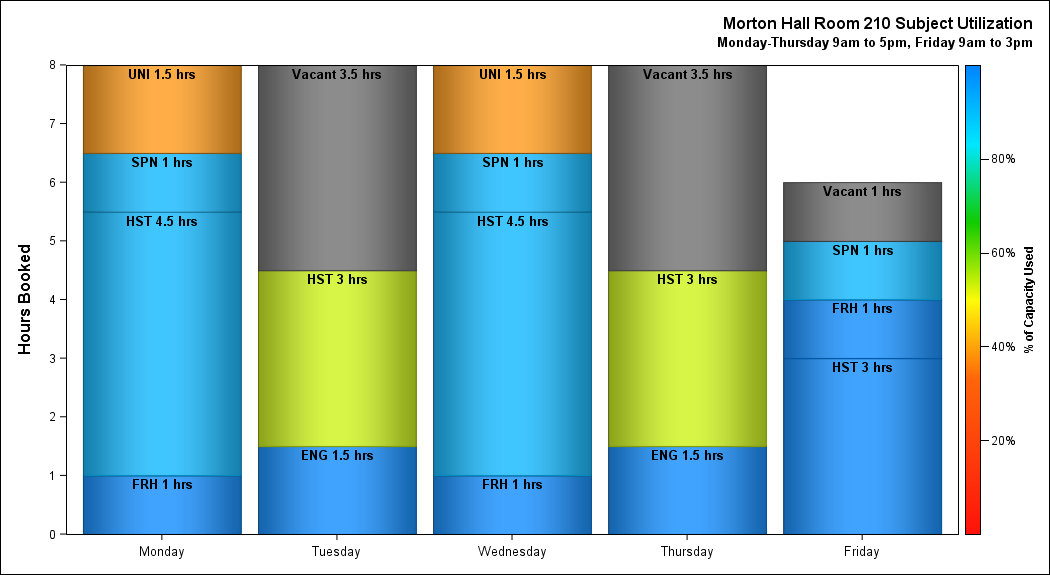 Morton Hall Room 210 Subject Utilization
Monday-Thursday 9am to 5pm, Friday 9am to 3pm
Hours Booked
8
7
6
5
4
3
2
1
0
UNI 1.5 hrs
SPN 1 hrs
HST 4.5 hrs
FRH 1 hrs
Monday
Vacant 3.5 hrs
HST 3 hrs
ENG 1.5 hrs
Tuesday
UNI 1.5 hrs
SPN 1 hrs
HST 4.5 hrs
FRH 1 hrs
Wednesday
Vacant 3.5 hrs
HST 3 hrs
ENG 1.5 hrs
Thursday
Vacant 1 hrs
SPN 1 hrs
FRH 1 hrs
HST 3 hrs
Friday
80%
60%
40%
20%
% of Capacity Used